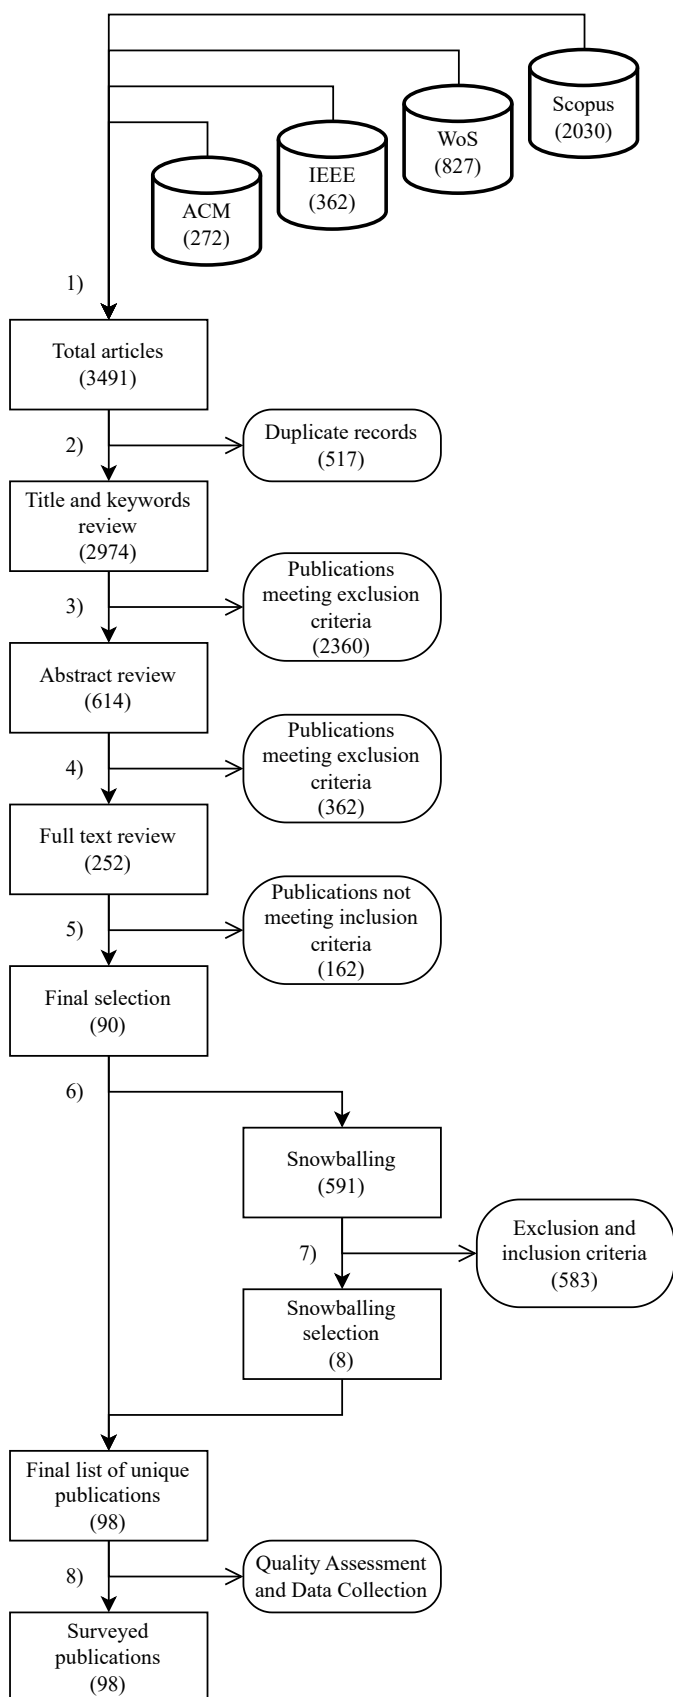 Scopus
(2030)
WoS
(827)
IEEE
(362)
ACM
(272)
1)
Total articles
(3491)
2)
Duplicate records
(517)
Title and keywords
review
(2974)
3)
Publications
meeting exclusion
criteria
(2360)
Abstract review
(614)
4)
Publications
meeting exclusion
criteria
(362)
Full text review
(252)
5)
Publications not
meeting inclusion
criteria
(162)
Final selection
(90)
6)
Snowballing
(591)
7)
Exclusion and
inclusion criteria
(583)
Snowballing
selection
(8)
Final list of unique
publications
(98)
8)
Quality Assessment
and Data Collection
Surveyed
publications
(98)